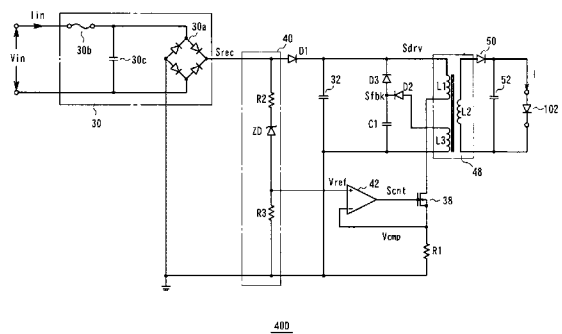 Iin
30a
30b
30c
Vin
30
Srec
40
D1
R2
ZD
R3
32
Sdrv
D3
D2
Sfbk
C1
L1
L2
L3
48
50
52
102
Vref
42
Scnt
38
Vcmp
R1
400